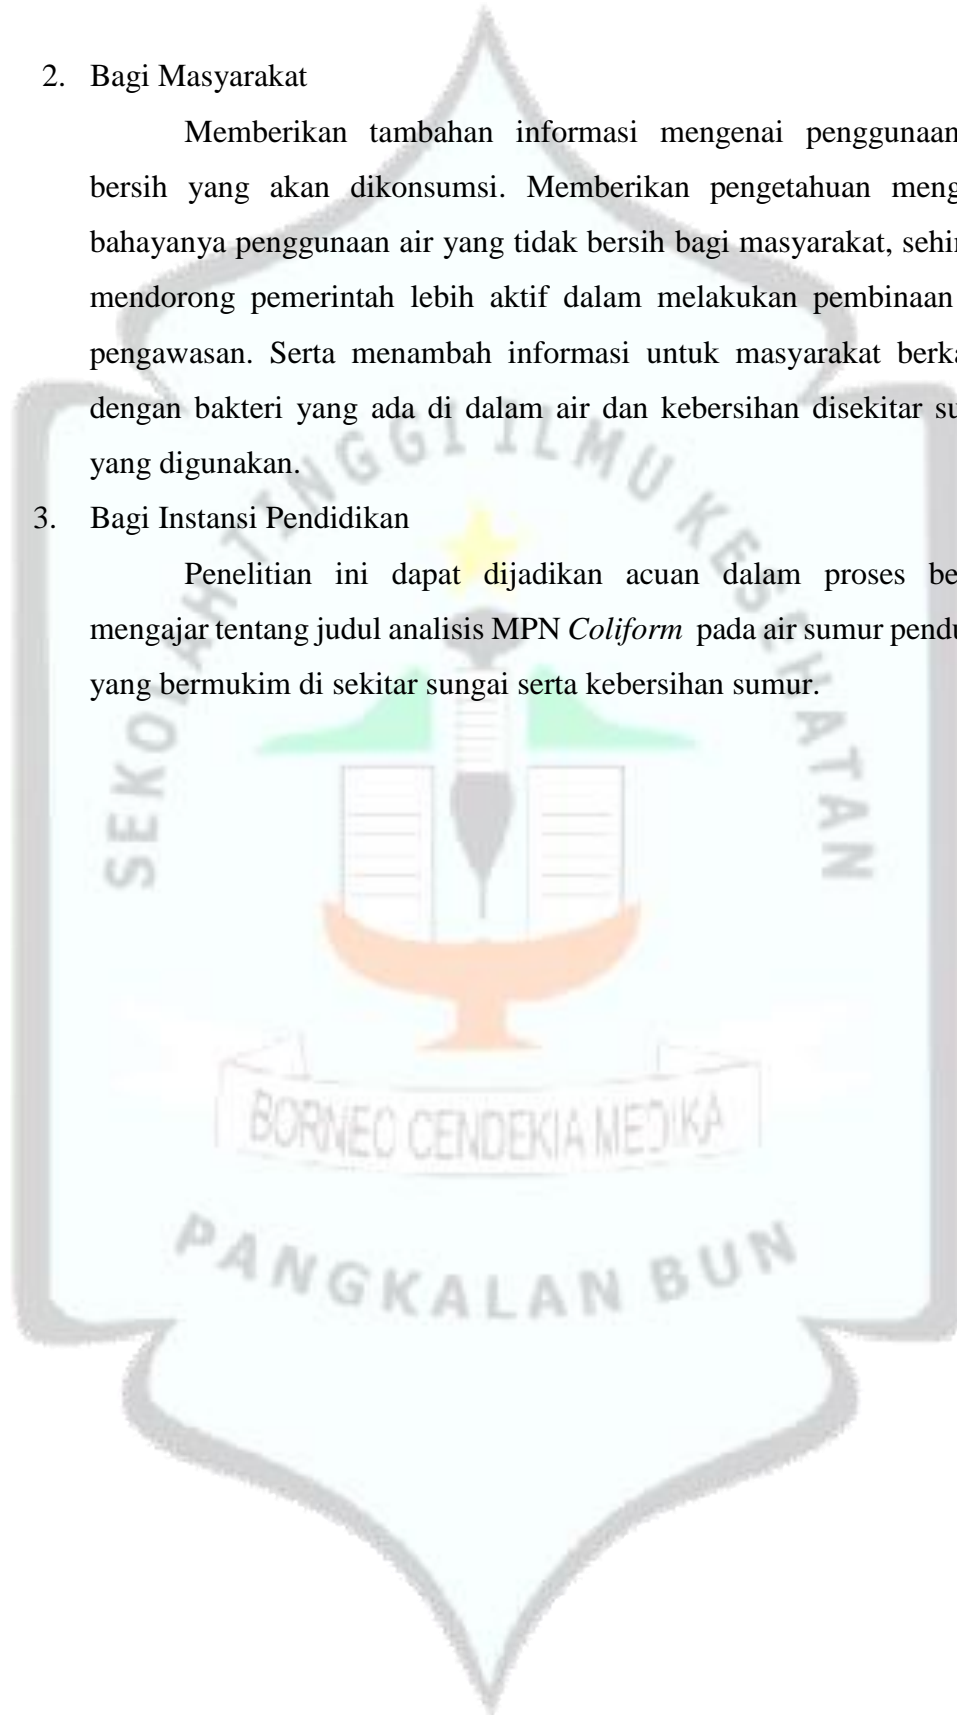 2. Bagi Masyarakat
Memberikan tambahan informasi mengenai penggunaan
bersih yang akan dikonsumsi. Memberikan pengetahuan meng
bahayanya penggunaan air yang tidak bersih bagi masyarakat, sehi
mendorong pemerintah lebih aktif dalam melakukan pembinaan
pengawasan. Serta menambah informasi untuk masyarakat berka
dengan bakteri yang ada di dalam air dan kebersihan disekitar su
yang digunakan.
3. Bagi Instansi Pendidikan
Penelitian ini dapat dijadikan acuan dalam proses be
mengajar tentang judul analisis MPN Coliform pada air sumur pendu
yang bermukim di sekitar sungai serta kebersihan sumur.
SEKOLAH TINGGI ILMU KESEHATAN
BORNEO CENDEKIA MEDIKA
PANGKALAN BUN